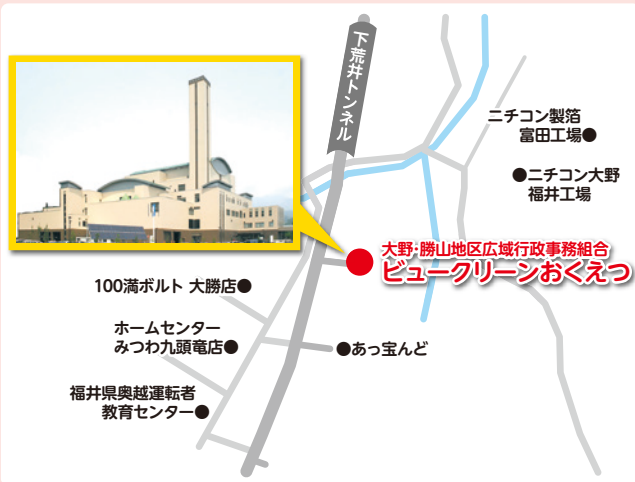 下荒井トンネル
ニチコン製箔
富田工場●
●ニチコン大野
福井工場
大野・勝山地区広域行政事務組合
ビュークリーンおくえつ
100満ボルト 大勝店●
ホームセンター
みつわ九頭竜店●
●あっ宝んど
福井県奥越運転者
教育センター●